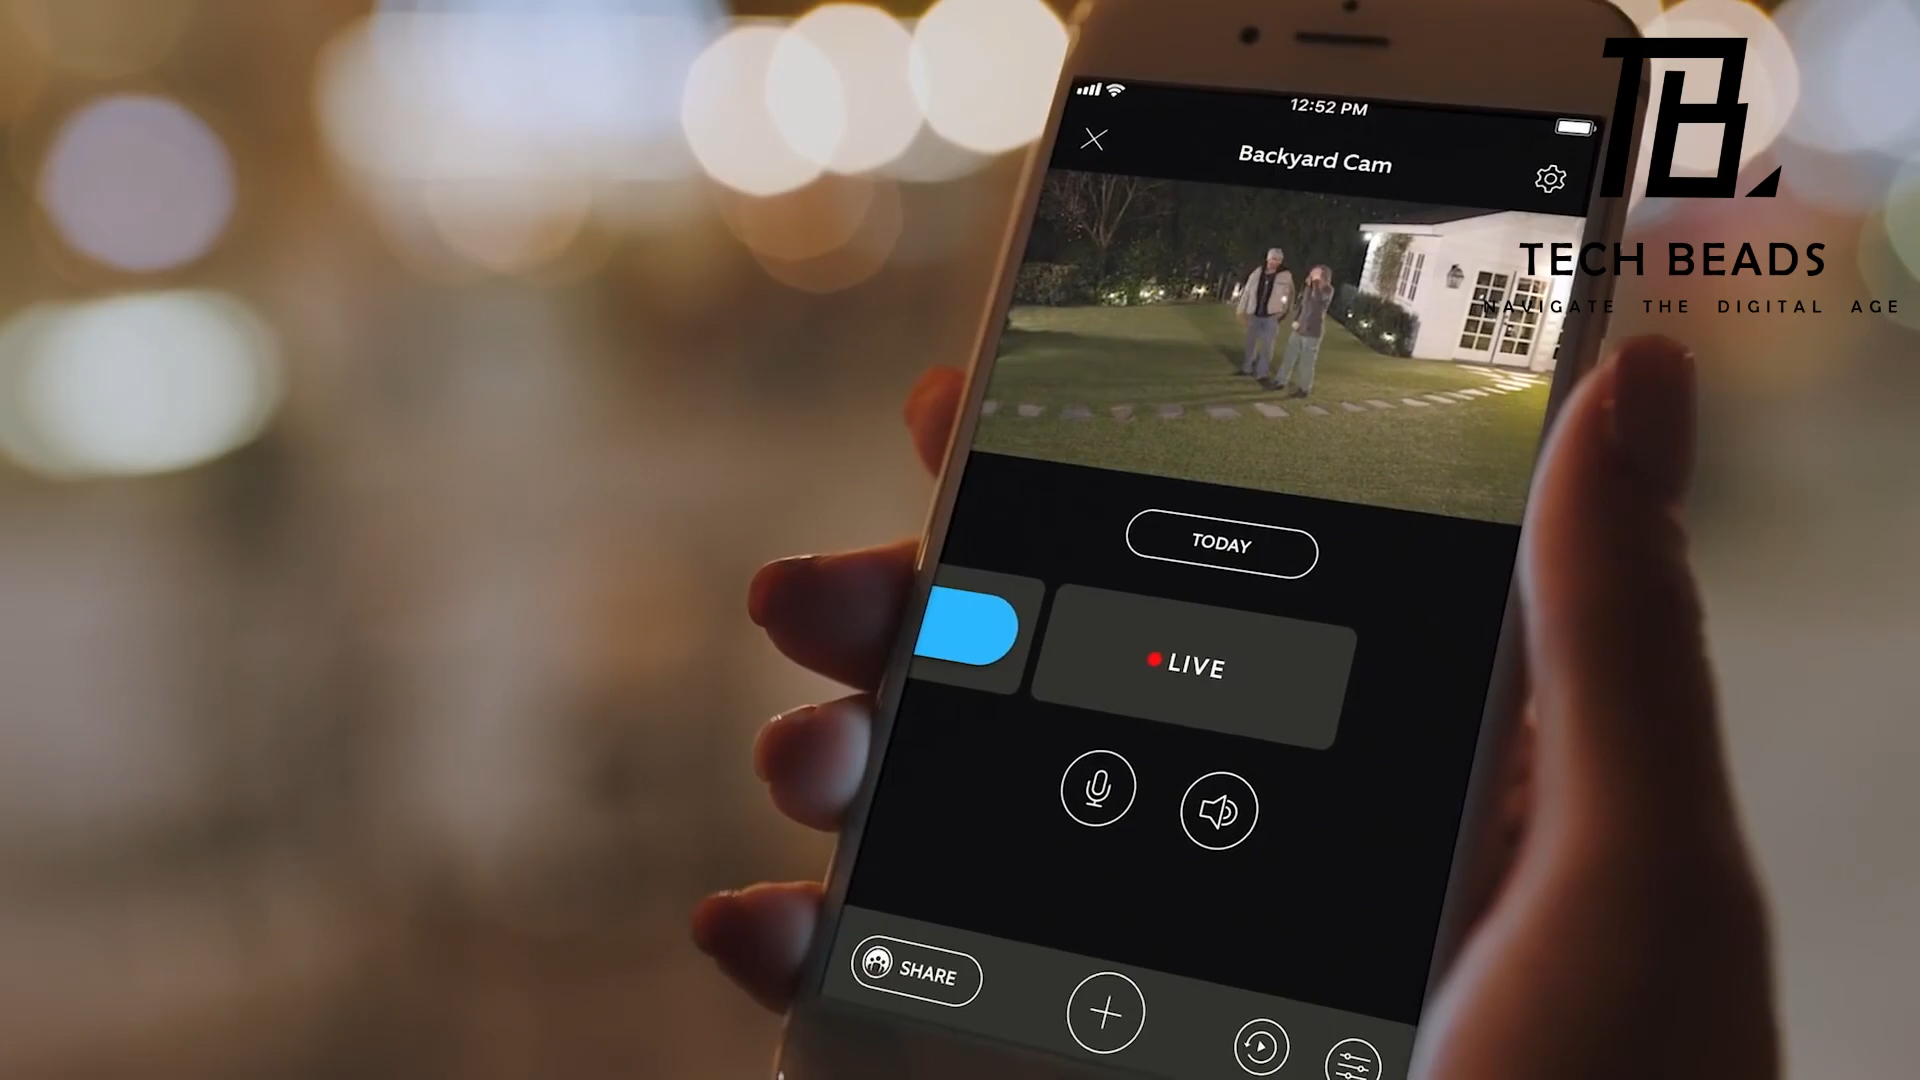 12:52 PM
Backyard Cam
TECH BEADS
NAVIGATE THE DIGITAL AGE
TODAY
LIVE
SHARE